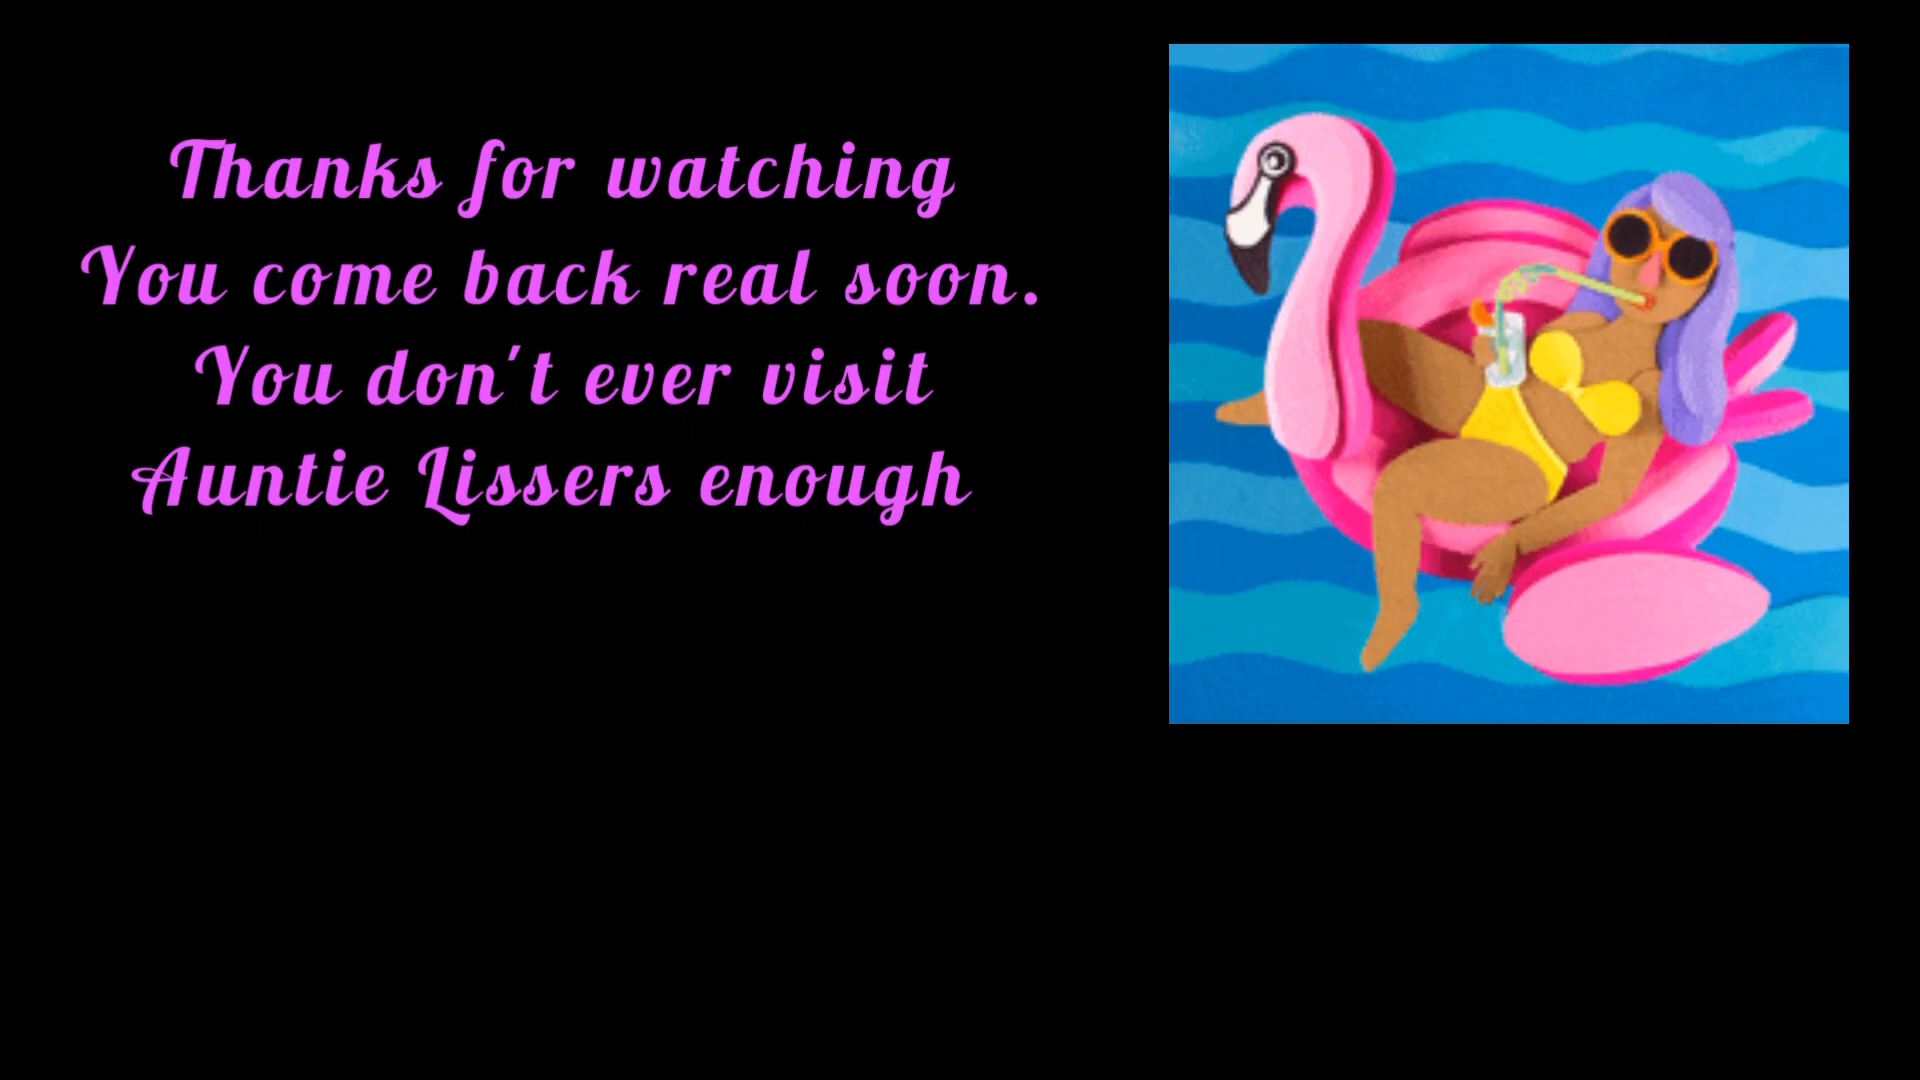 Thanks for watching
You come back real soon.
You don't ever visit
Auntie Lissers enough